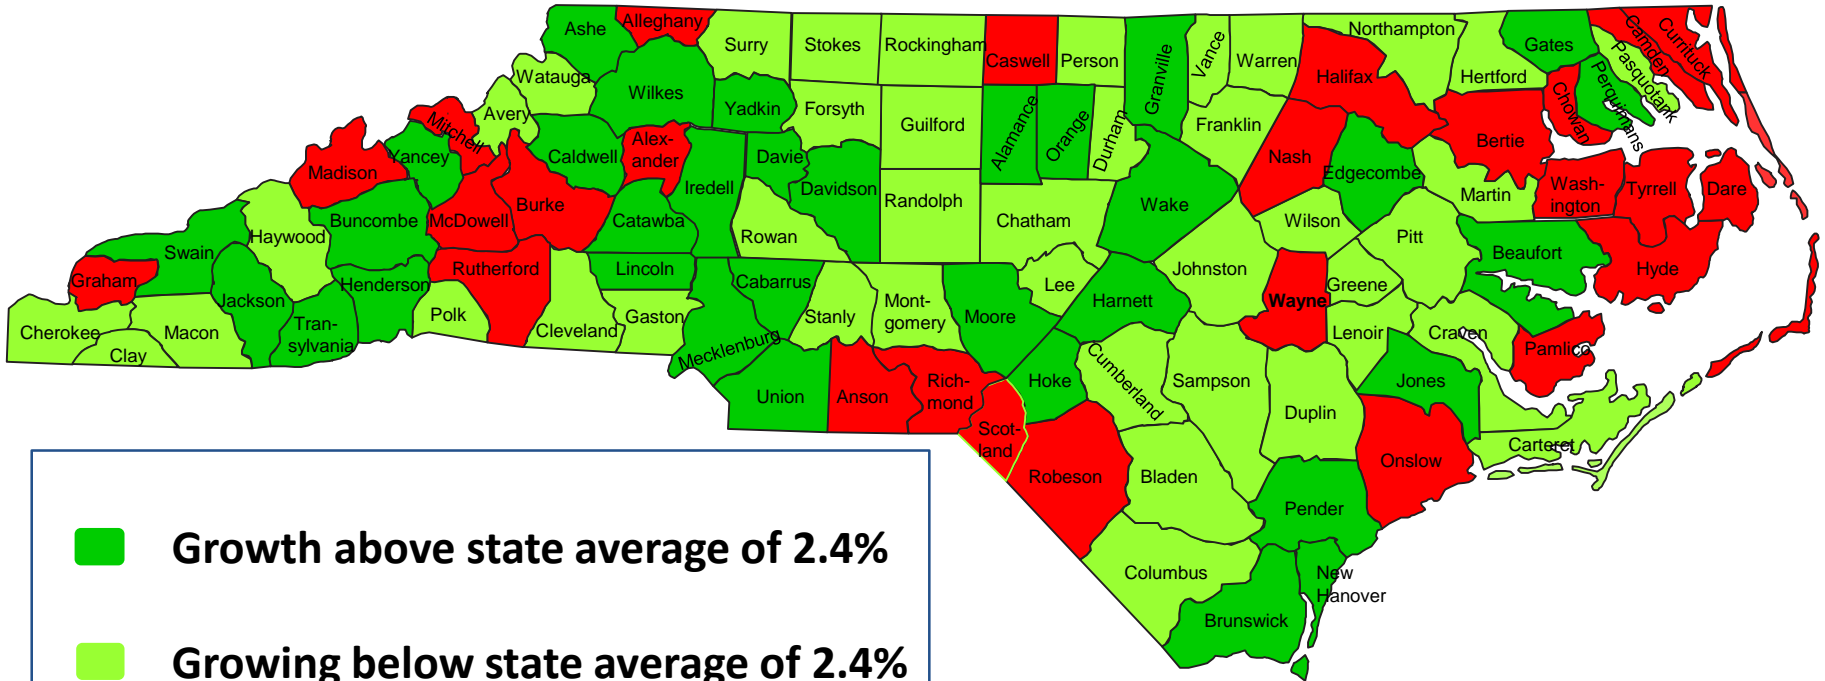 Ashe
Alleghany
Surry
Stokes
Rockingham
Caswell
Person
Granville
Vance
Warren
Northampton
Hertford
Gates
Camden
Currituck
Pasquotank
Perquimans
Chowan
Halifax
Watauga
Wilkes
Yadkin
Forsyth
Guilford
Alamance
Orange
Durham
Franklin
Nash
Edgecombe
Bertie
Martin
Wash-
ington
Tyrrell
Dare
Avery
Mitchell
Yancey
Madison
Caldwell
Alex-
ander
Iredell
Davie
Davidson
Randolph
Chatham
Wake
Wilson
Pitt
Beaufort
Hyde
Buncombe
McDowell
Burke
Catawba
Rowan
Haywood
Swain
Graham
Jackson
Henderson
Tran-
sylvania
Rutherford
Polk
Cleveland
Lincoln
Gaston
Cabarrus
Mecklenburg
Stanly
Mont-
gomery
Moore
Lee
Harnett
Johnston
Wayne
Greene
Lenoir
Craven
Pamlico
Cherokee
Clay
Macon
Union
Anson
Rich-
mond
Scot-
land
Hoke
Cumberland
Sampson
Duplin
Jones
Onslow
Carteret
Robeson
Bladen
Pender
Columbus
Brunswick
New
Hanover
Growth above state average of 2.4%
Growing below state average of 2.4%